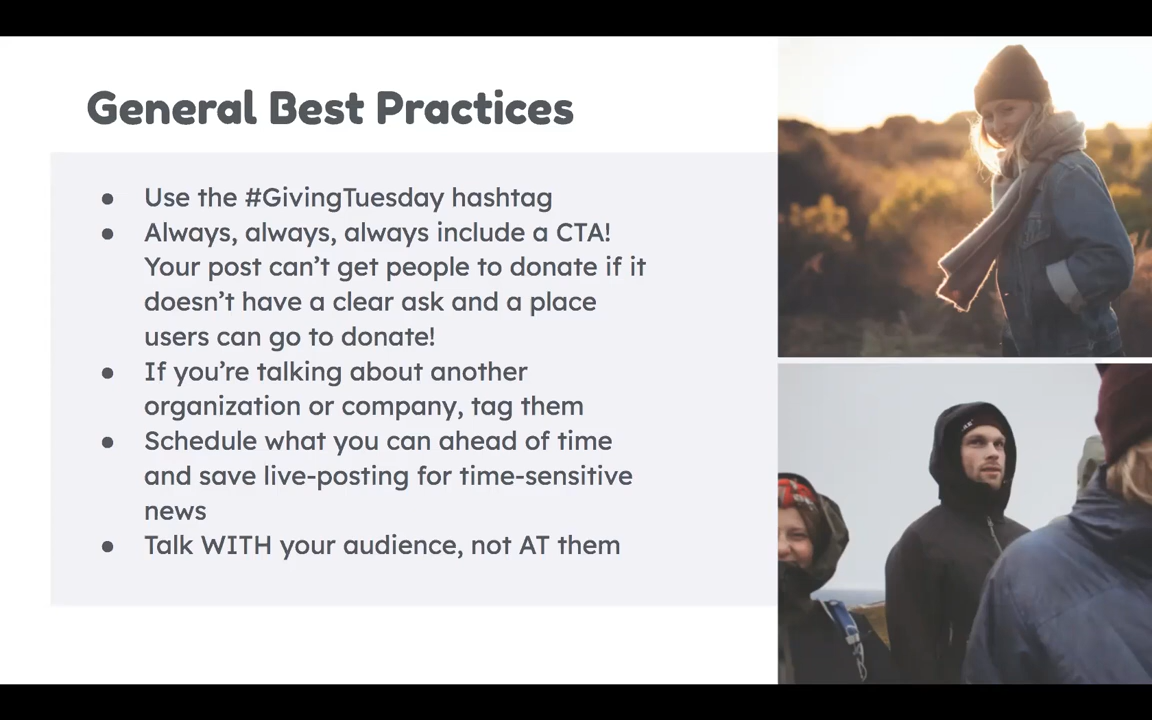 General Best Practices
● Use the #GivingTuesday hashtag
● Always, always, always include a CTA!
Your post can’t get people to donate if it
doesn’t have a clear ask and a place
users can go to donate!
● If you’re talking about another
organization or company, tag them
● Schedule what you can ahead of time
and save live-posting for time-sensitive
news
● Talk WITH your audience, not AT them